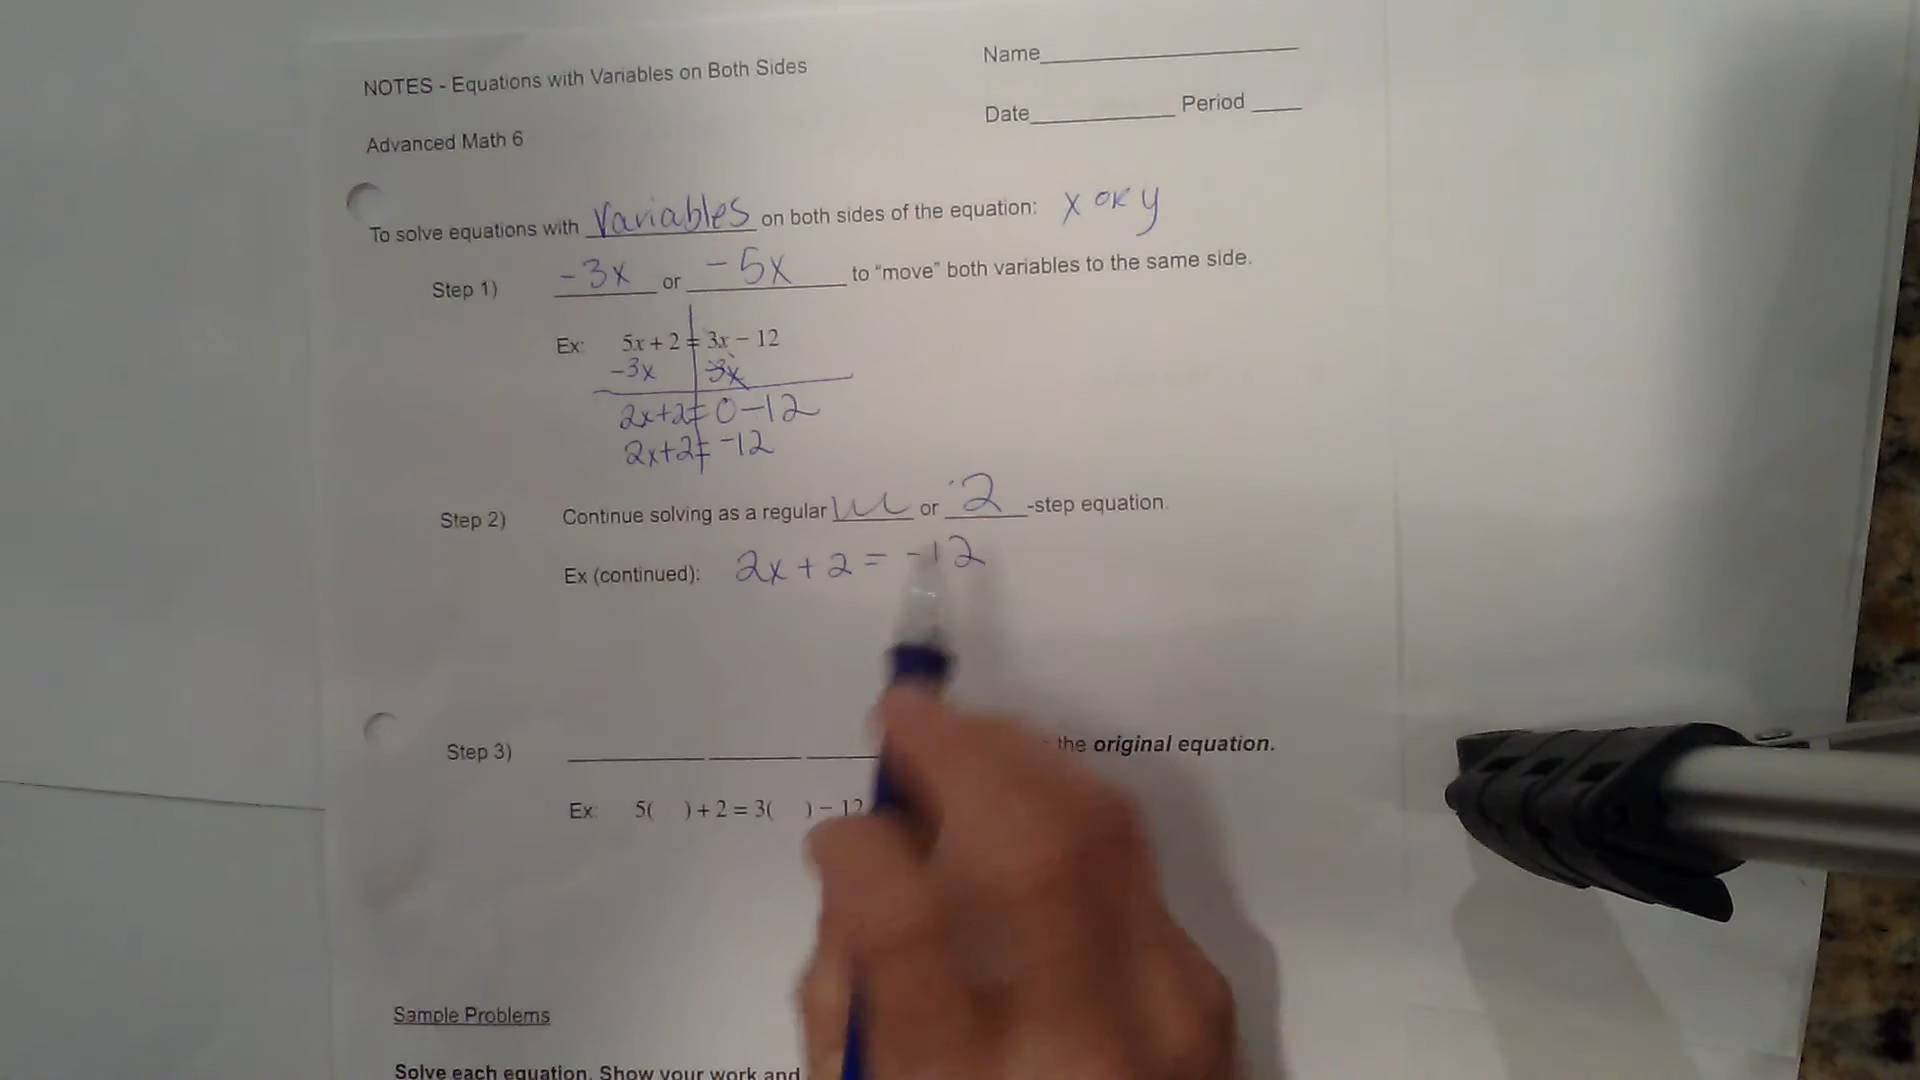 NOTES - Equations with Variables on Both Sides
Name
Date Period
Advanced Math 6
To solve equations with Variables on both sides of the equation: x or y
Step 1) -3x or -5x to “move” both variables to the same side.
Ex: 5x + 2 = 3x − 12
-3x -3x
2x+2= 0-12
2x+2= -12
Step 2) Continue solving as a regular or 2 -step equation.
Ex (continued): 2x + 2 = -12
Step 3) the original equation.
Ex: 5( ) + 2 = 3( ) − 12
Sample Problems
Solve each equation. Show your work and